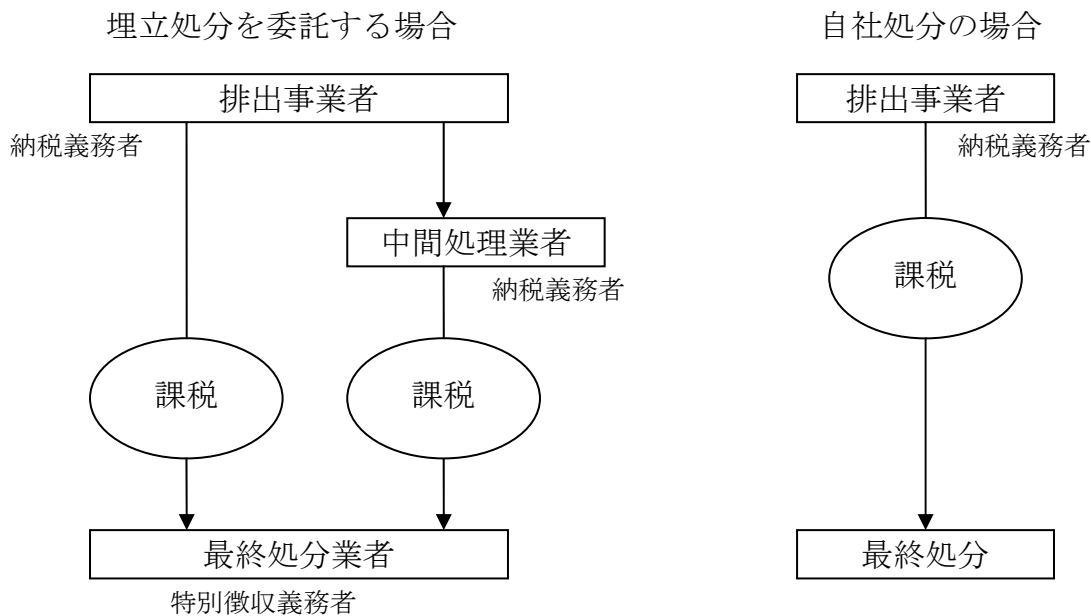 埋立処分を委託する場合
排出事業者
納税義務者
中間処理業者
納税義務者
課税
課税
最終処分業者
特別徴収義務者
自社処分の場合
排出事業者
納税義務者
課税
最終処分